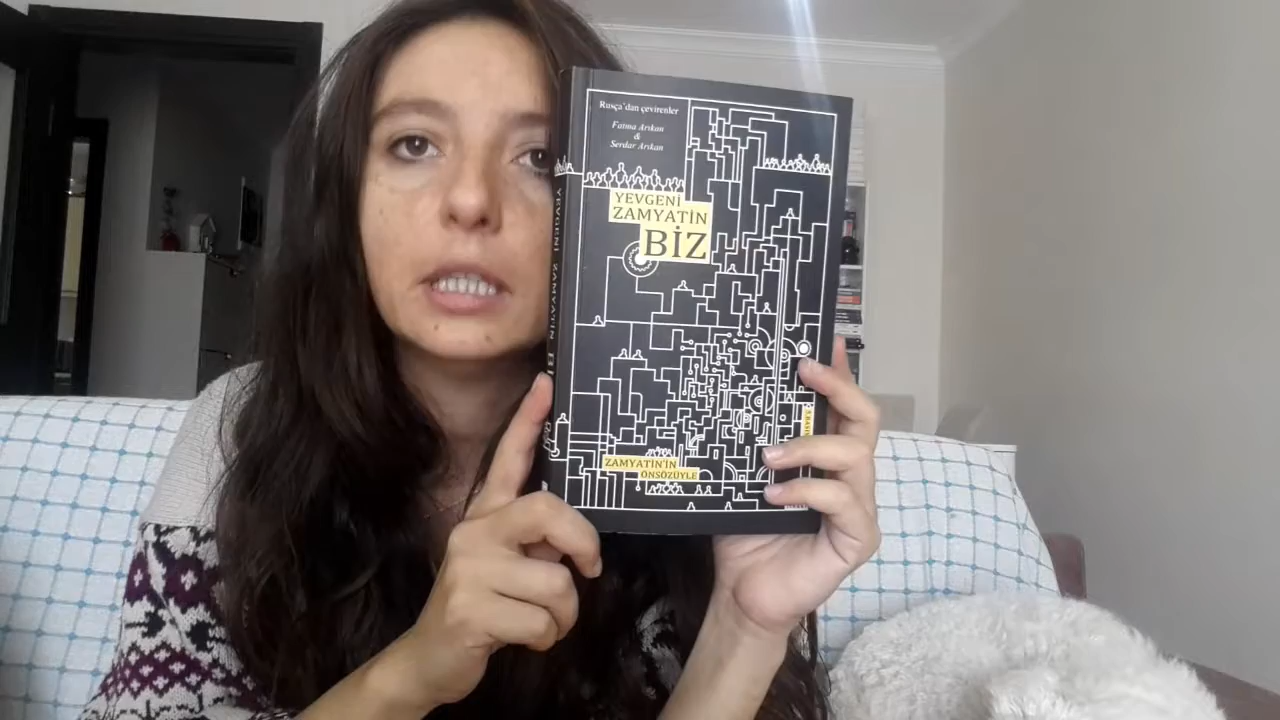 Rusça'dan çevirenler
Fatma Arıkan
&
Serdar Arıkan
YEVGENİ
ZAMYATİN
BİZ
ZAMYATİN'İN
ÖNSÖZÜYLE
YEVGENİ ZAMYATİN